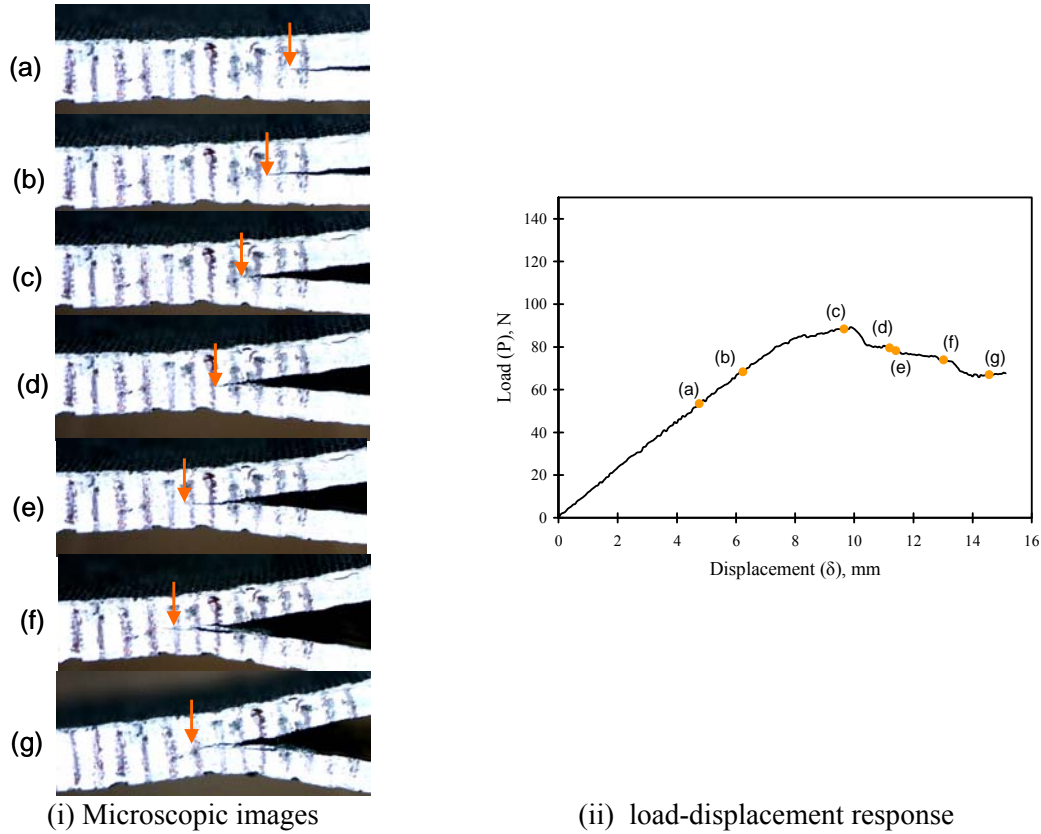 (a)
(b)
(c)
(d)
(e)
(f)
(g)
(i) Microscopic images
Load (P), N
140
120
100
80
60
40
20
0
(a)
(b)
(c)
(d)
(e)
(f)
(g)
0 2 4 6 8 10 12 14 16
Displacement (δ), mm
(ii) load-displacement response